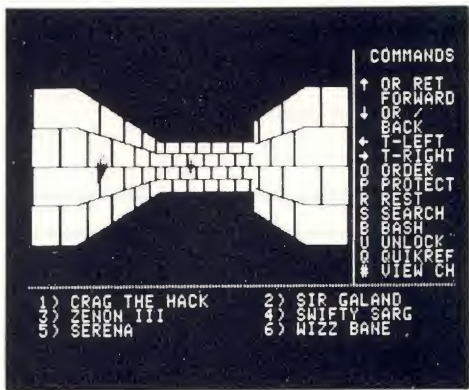 COMMANDS
↑ OR RET
FORWARD
↓ OR /
BACK
← T-LEFT
→ T-RIGHT
O ORDER
P PROTECT
R REST
S SEARCH
B BASH
U UNLOCK
Q QUIKREF
# VIEW CH
1) CRAG THE HACK
2) SIR GALAND
3) ZENON III
4) SWIFTY SARG
5) SERENA
6) WIZZ BANE